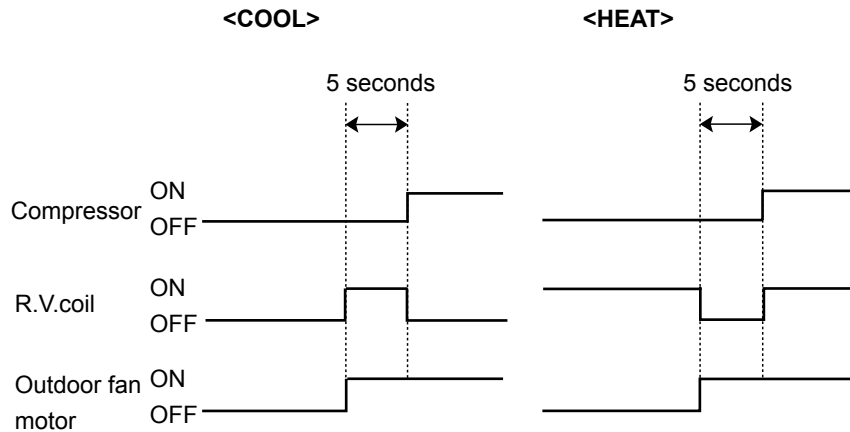 <COOL>
<HEAT>
5 seconds
5 seconds
Compressor
ON
OFF
R.V.coil
ON
OFF
Outdoor fan
motor
ON
OFF